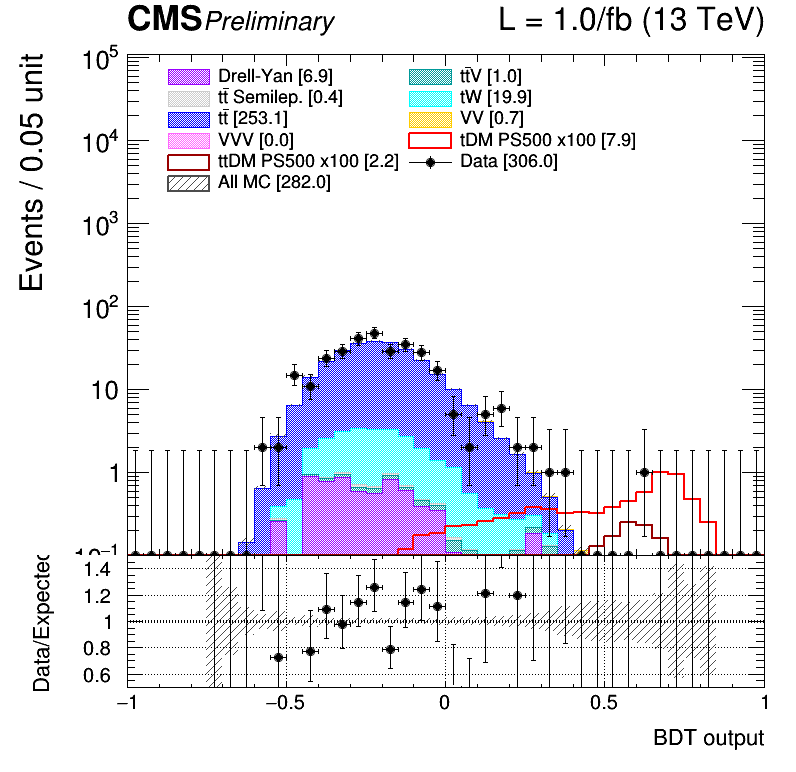 CMS Preliminary L = 1.0/fb (13 TeV)
Events / 0.05 unit
10⁵
10⁴
10³
10²
10
1
10⁻¹
Drell-Yan [6.9]
tt̄ Semilep. [0.4]
tt̄ [253.1]
VVV [0.0]
ttDM PS500 x100 [2.2]
All MC [282.0]
tt̄V [1.0]
tW [19.9]
VV [0.7]
tDM PS500 x100 [7.9]
Data [306.0]
Data/Expected
1.4
1.2
1
0.8
0.6
−1 −0.5 0 0.5 1
BDT output